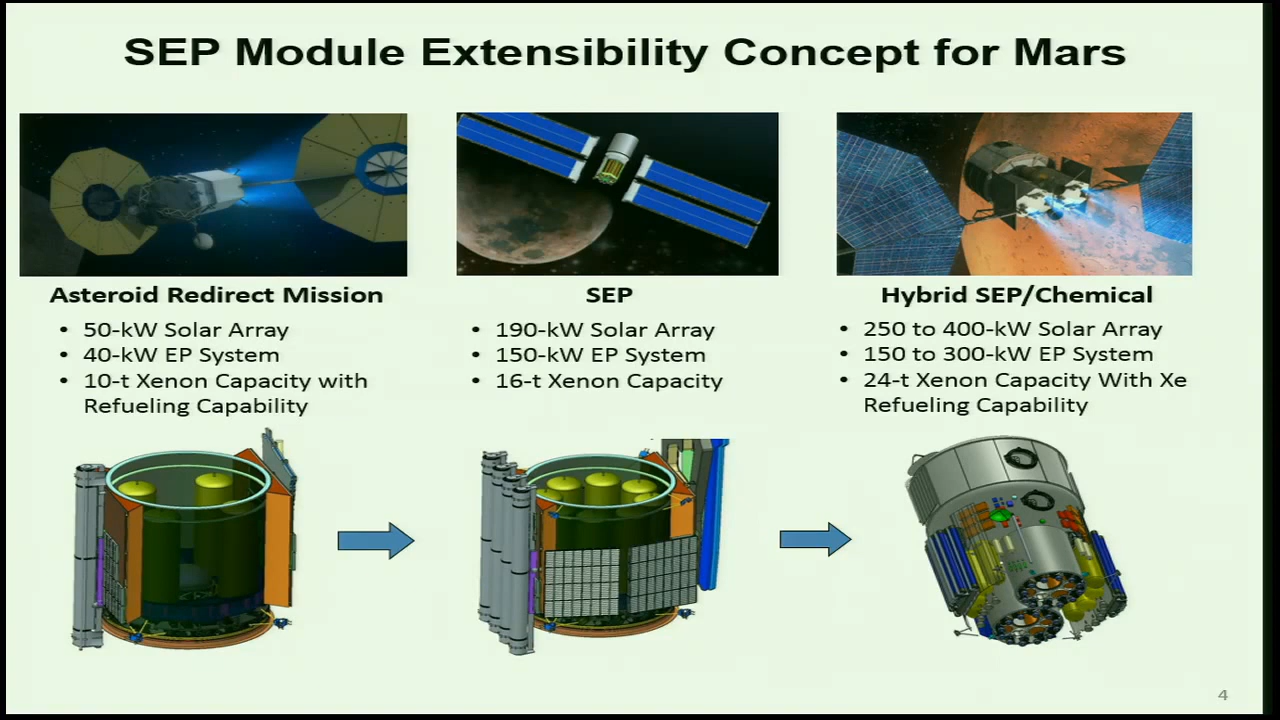 SEP Module Extensibility Concept for Mars
Asteroid Redirect Mission
• 50-kW Solar Array
• 40-kW EP System
• 10-t Xenon Capacity with
Refueling Capability
SEP
• 190-kW Solar Array
• 150-kW EP System
• 16-t Xenon Capacity
Hybrid SEP/Chemical
• 250 to 400-kW Solar Array
• 150 to 300-kW EP System
• 24-t Xenon Capacity With Xe
Refueling Capability
4